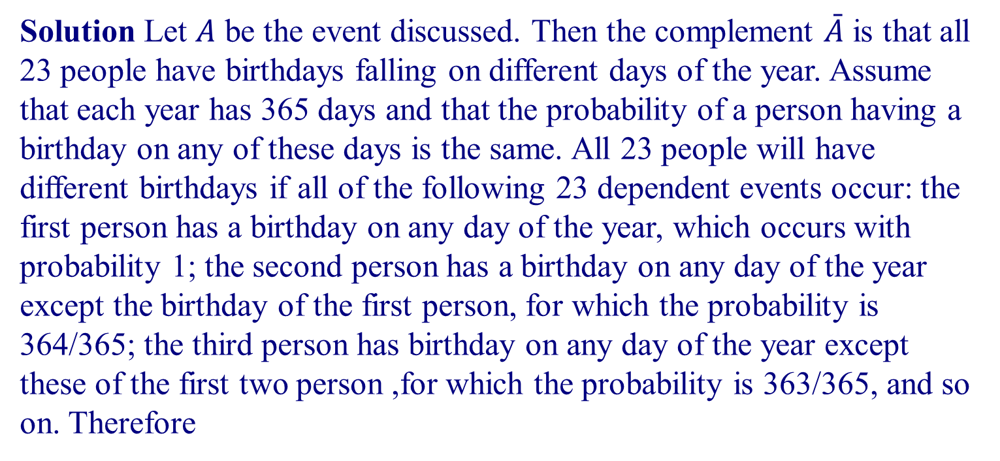 Solution Let A be the event discussed. Then the complement Ā is that all
23 people have birthdays falling on different days of the year. Assume
that each year has 365 days and that the probability of a person having a
birthday on any of these days is the same. All 23 people will have
different birthdays if all of the following 23 dependent events occur: the
first person has a birthday on any day of the year, which occurs with
probability 1; the second person has a birthday on any day of the year
except the birthday of the first person, for which the probability is
364/365; the third person has birthday on any day of the year except
these of the first two person ,for which the probability is 363/365, and so
on. Therefore